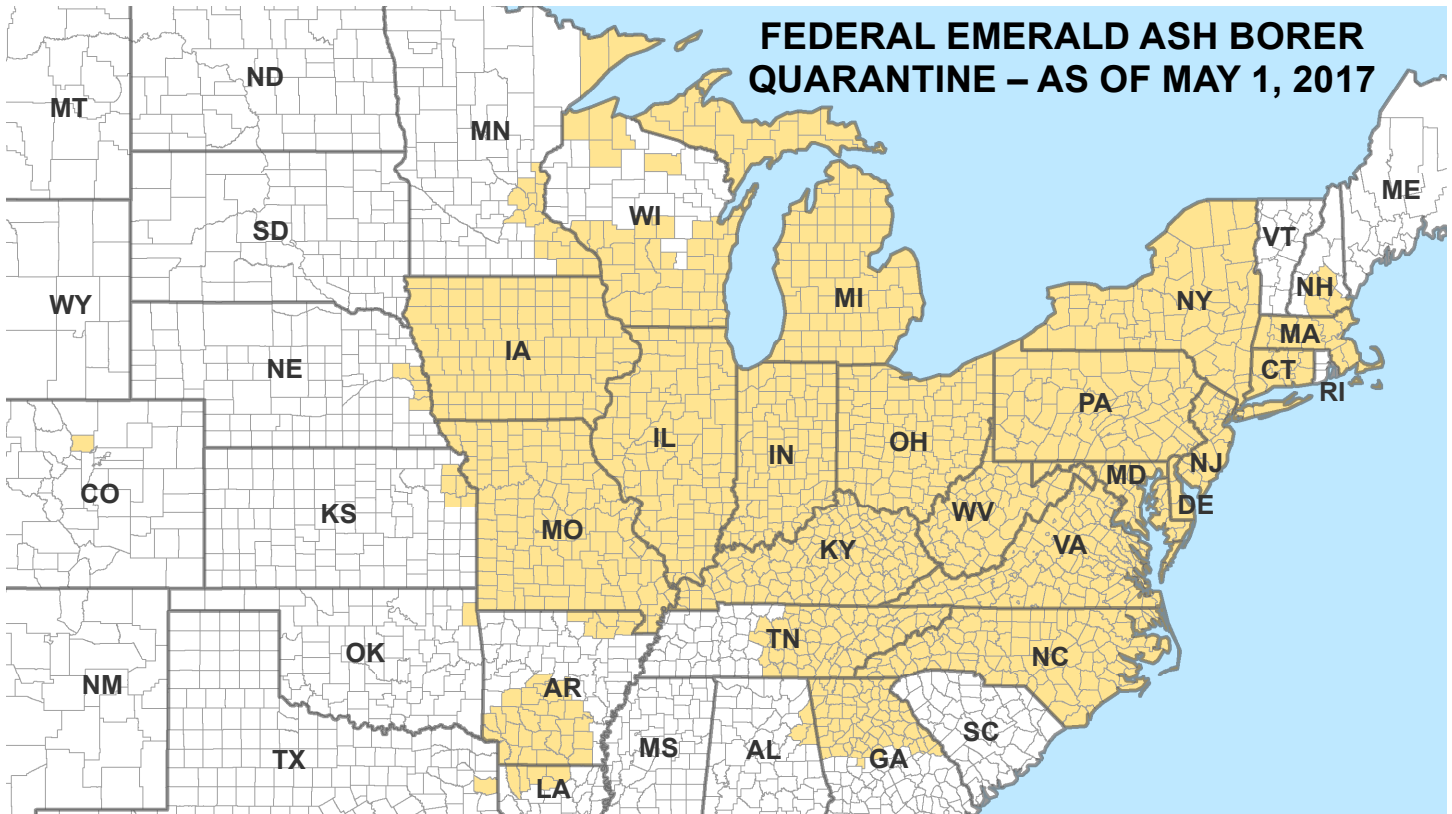 FEDERAL EMERALD ASH BORER
QUARANTINE – AS OF MAY 1, 2017
ND
MT
MN
ME
SD
WI
VT
WY
MI
NY
NH
MA
IA
NE
CT
RI
PA
IL
IN
OH
NJ
MD
CO
KS
MO
WV
DE
KY
VA
TN
OK
NC
NM
AR
SC
MS
AL
TX
GA
LA